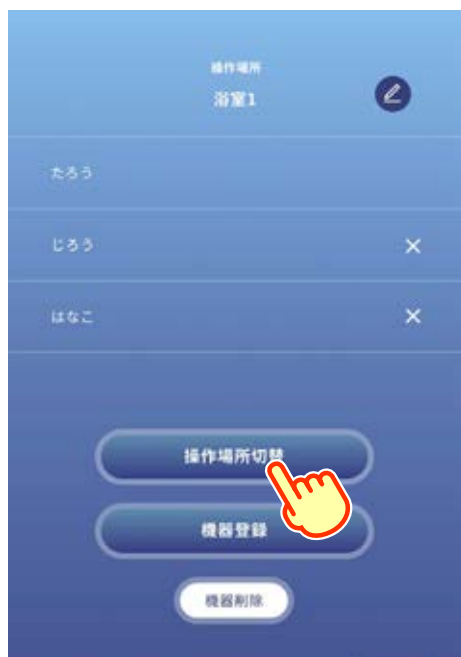 操作場所
浴室1
たろう
じろう
はなこ
操作場所切替
機器登録
機器削除